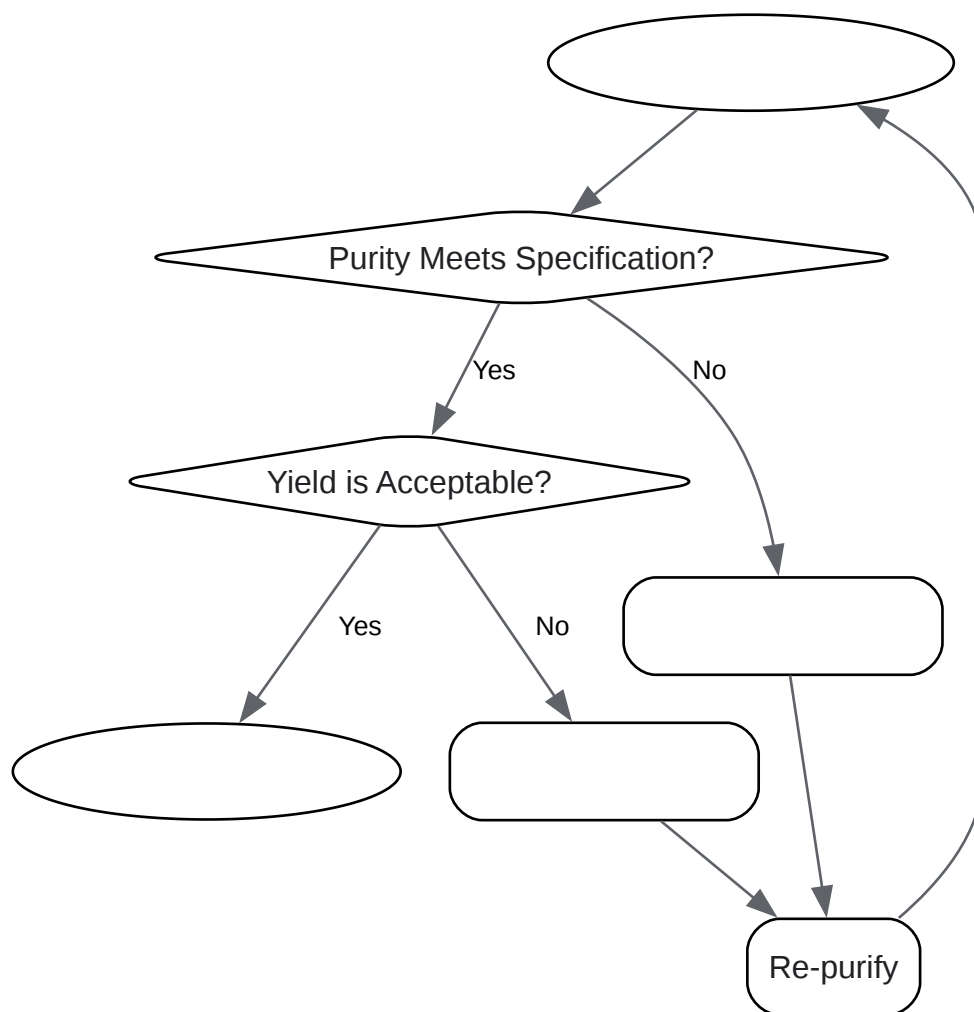 Purity Meets Specification?
Yes
No
Yield is Acceptable?
Yes
No
Re-purify